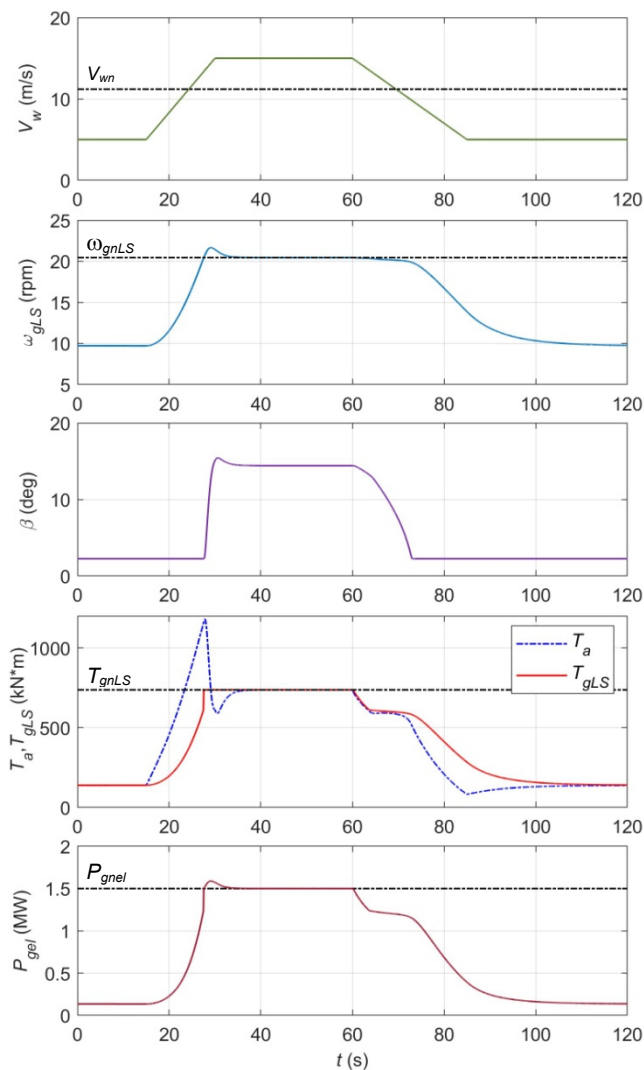 20
V_wn
10
V_w (m/s)
0
0 20 40 60 80 100 120
25
ω_gnLS
20
15
ω_gLS (rpm)
10
5
0 20 40 60 80 100 120
20
10
β (deg)
0
0 20 40 60 80 100 120
1000
T_a
T_gLS
T_gnLS
T_a,T_gLS (kN*m)
500
0
0 20 40 60 80 100 120
2
P_gnel
1.5
1
P_gel (MW)
0.5
0
0 20 40 60 80 100 120
t (s)